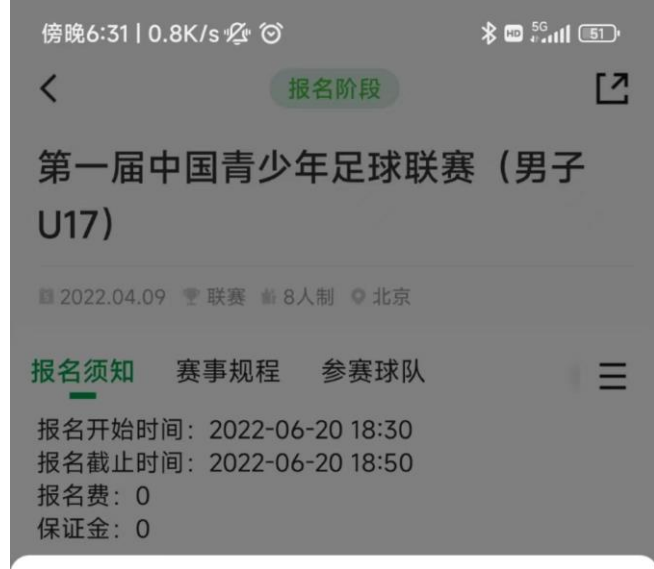 傍晚6:31 | 0.8K/s
HD 5G 51
报名阶段
第一届中国青少年足球联赛（男子
U17）
2022.04.09 联赛 8人制 北京
报名须知 赛事规程 参赛球队
报名开始时间：2022-06-20 18:30
报名截止时间：2022-06-20 18:50
报名费：0
保证金：0